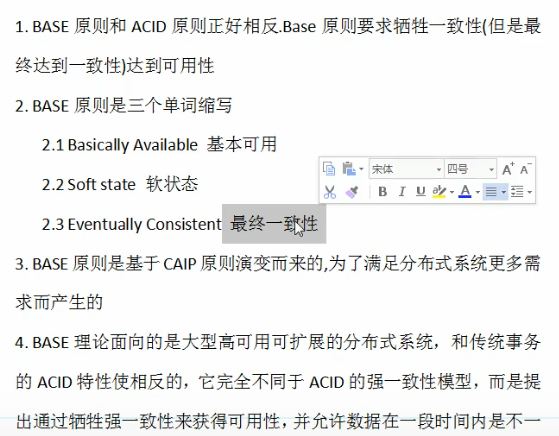 1. BASE 原则和 ACID 原则正好相反.Base 原则要求牺牲一致性(但是最
终达到一致性)达到可用性
2. BASE 原则是三个单词缩写
2.1 Basically Available 基本可用
宋体 四号 A+ A-
2.2 Soft state 软状态
B I U aly A
2.3 Eventually Consistent 最终一致性
3. BASE 原则是基于 CAIP 原则演变而来的,为了满足分布式系统更多需
求而产生的
4. BASE 理论面向的是大型高可用可扩展的分布式系统，和传统事务
的 ACID 特性使相反的，它完全不同于 ACID 的强一致性模型，而是提
出通过牺牲强一致性来获得可用性，并允许数据在一段时间内是不一